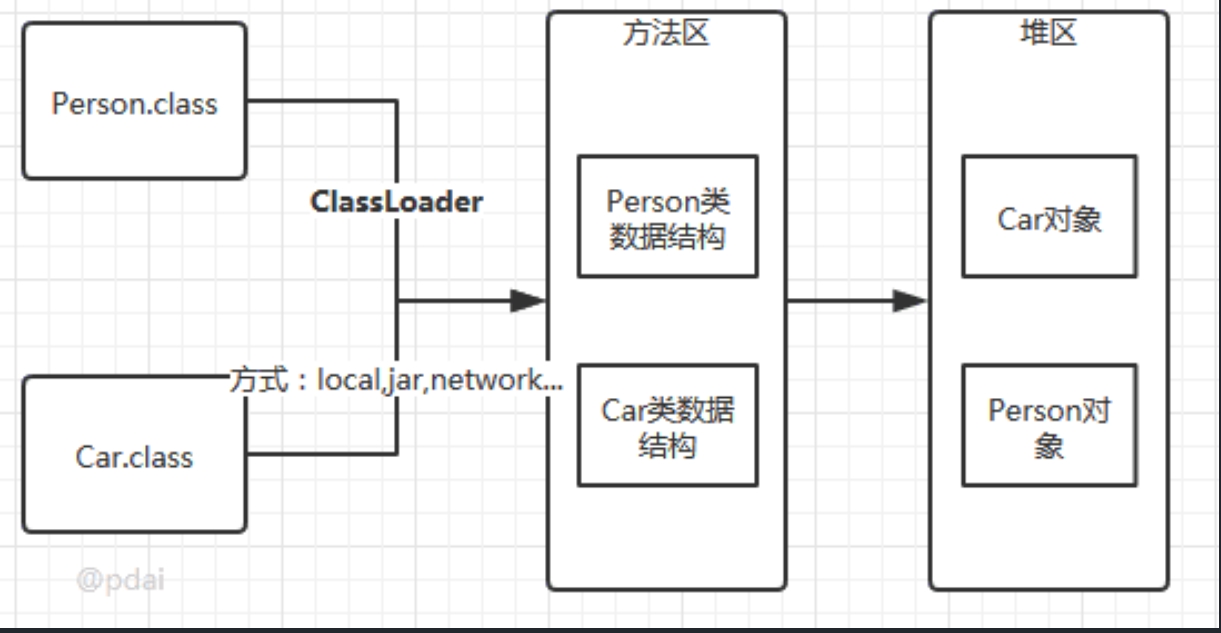 Person.class
ClassLoader
方式：local,jar,network...
Car.class
@pdai
方法区
Person类
数据结构
Car类数据
结构
堆区
Car对象
Person对
象